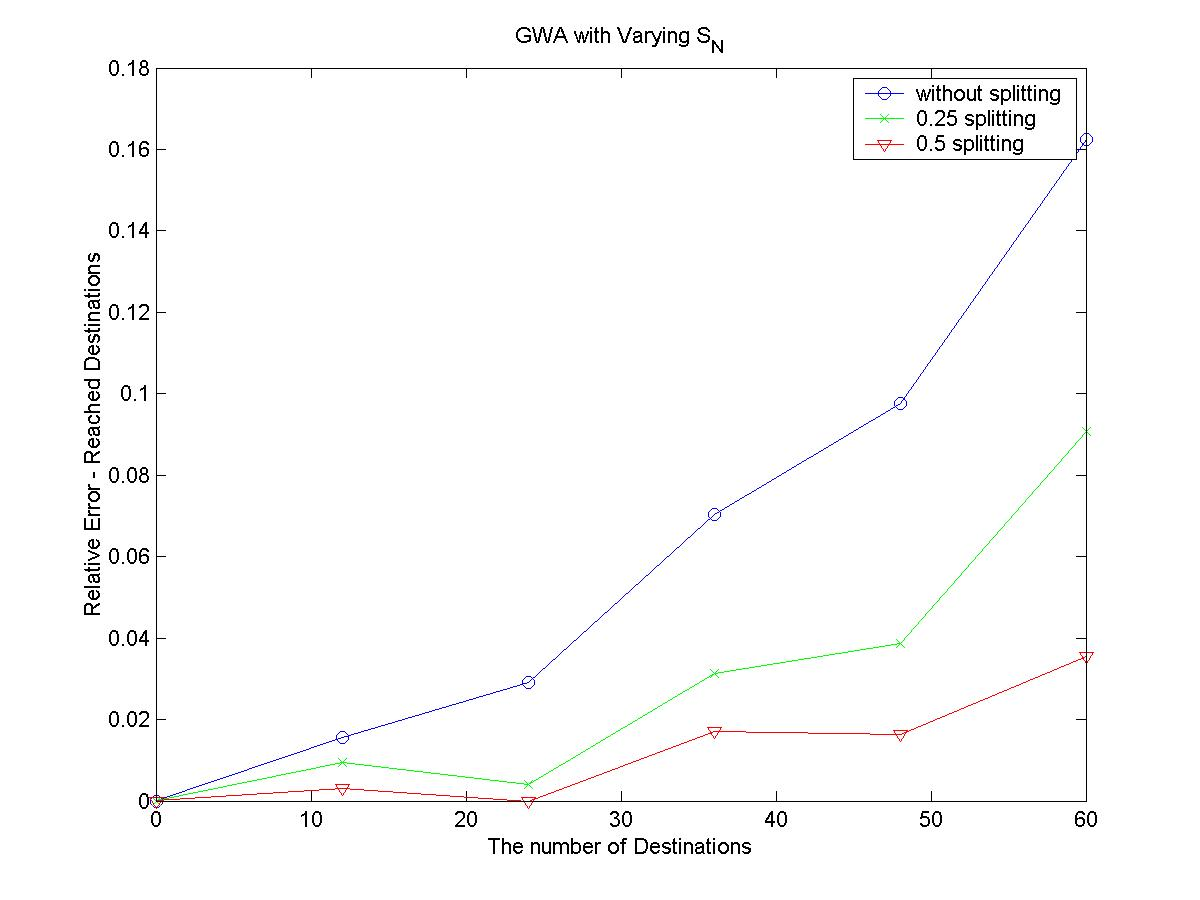 GWA with Varying S_N
without splitting
0.25 splitting
0.5 splitting
0.18
0.16
0.14
0.12
0.1
0.08
0.06
0.04
0.02
0
Relative Error - Reached Destinations
0 10 20 30 40 50 60
The number of Destinations